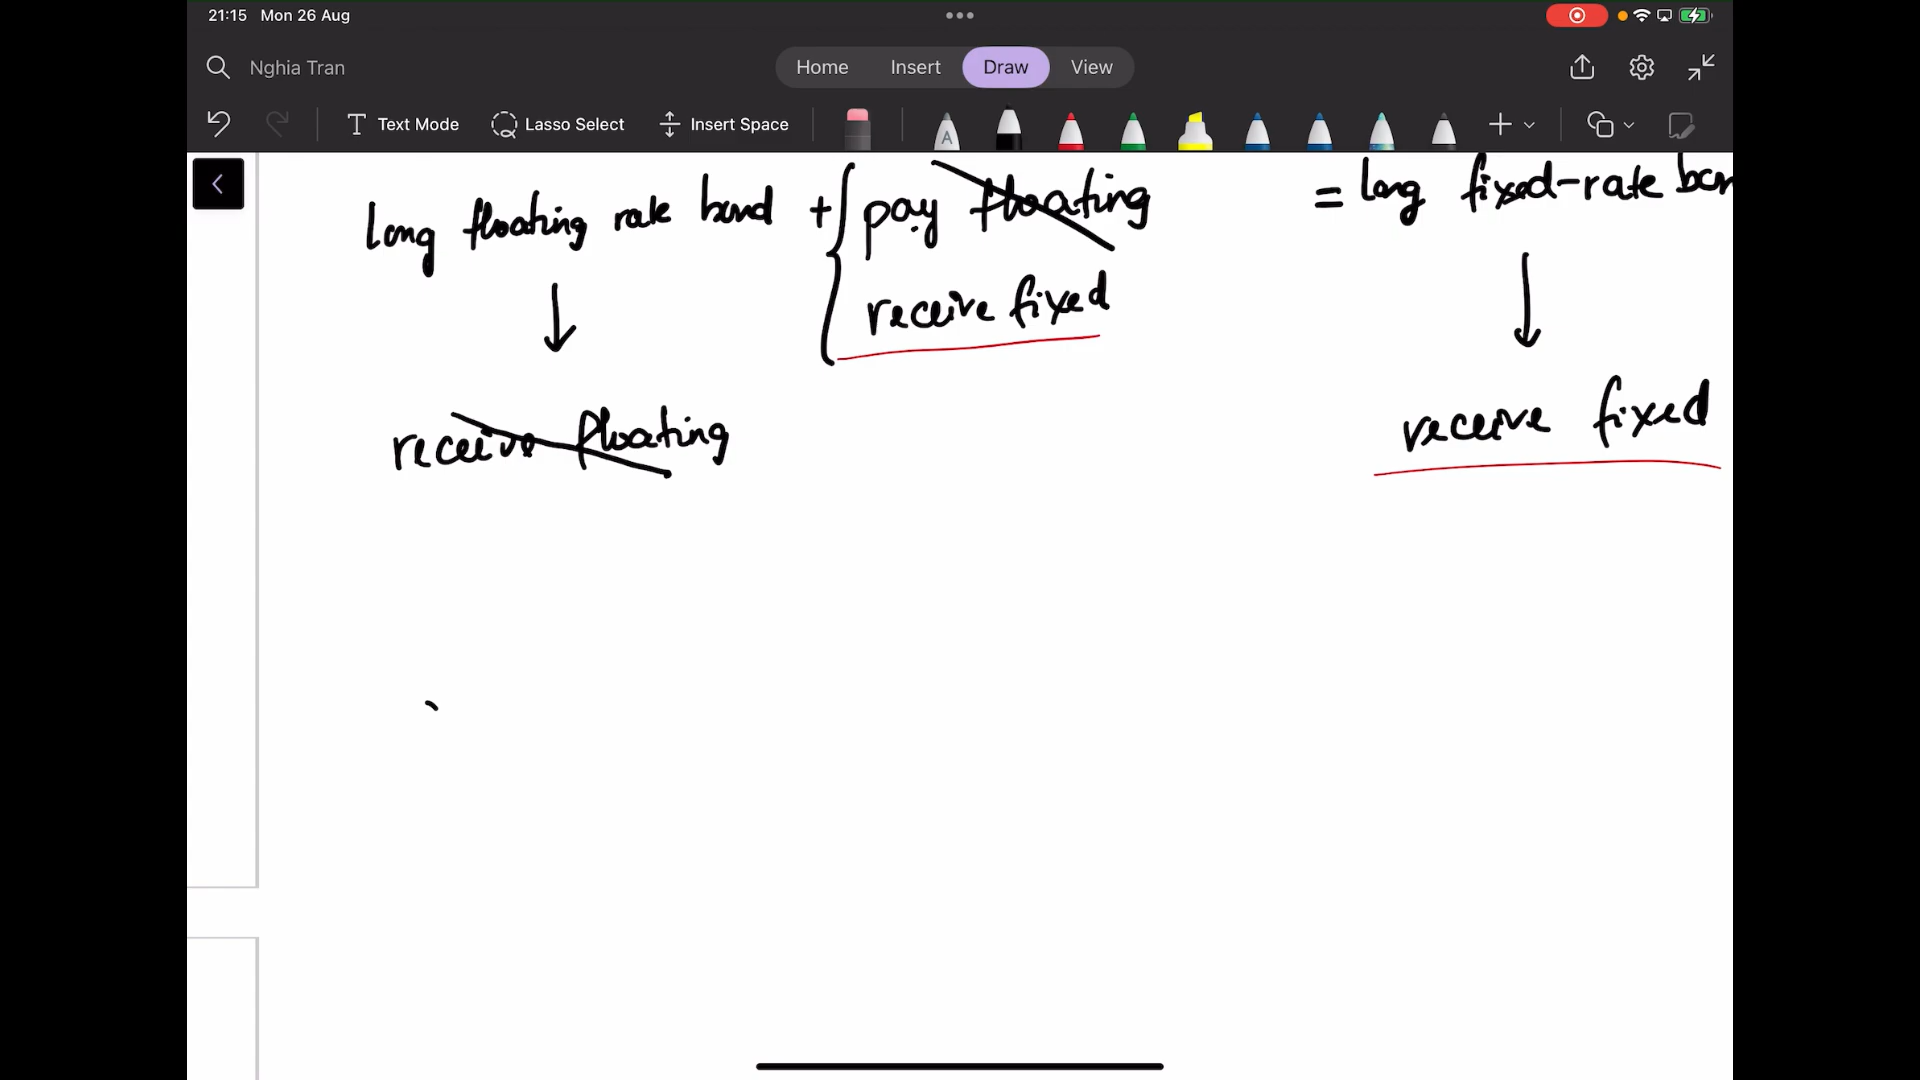 21:15 Mon 26 Aug
Nghia Tran
Home Insert Draw View
Text Mode Lasso Select Insert Space
A
long floating rate bond + pay floating = long fixed-rate bon
receive fixed
receive floating
receive fixed